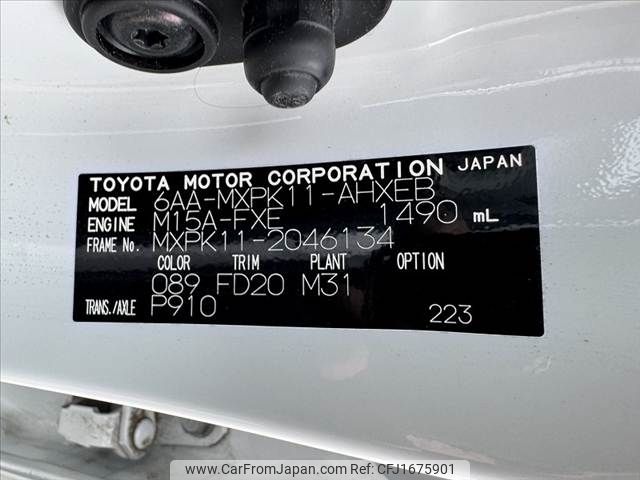 TOYOTA MOTOR CORPORATION JAPAN
MODEL 6AA-MXPK11-AHXEB
ENGINE M15A-FXE 1490 mL
FRAME No. MXPK11-2046134
COLOR TRIM PLANT OPTION
089 FD20 M31
TRANS./AXLE P910 223
www.CarFromJapan.com | CFJ1675901